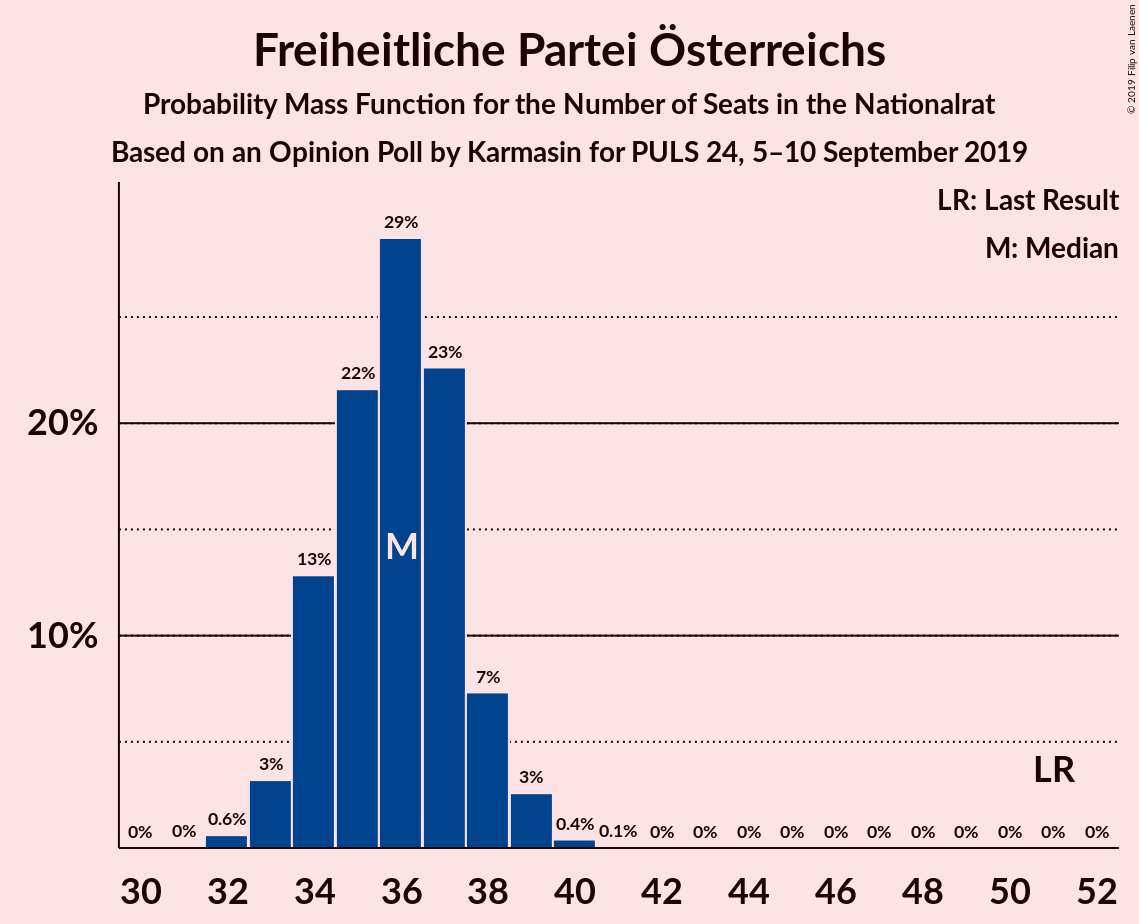 Freiheitliche Partei Österreichs
Probability Mass Function for the Number of Seats in the Nationalrat
Based on an Opinion Poll by Karmasin for PULS 24, 5–10 September 2019
© 2019 Filip van Laenen
LR: Last Result
M: Median
20%
10%
0%
0%
0.6%
3%
13%
22%
29%
23%
7%
3%
0.4%
0.1%
0%
0%
0%
0%
0%
0%
0%
0%
0%
0%
0%
M
LR
30 32 34 36 38 40 42 44 46 48 50 52